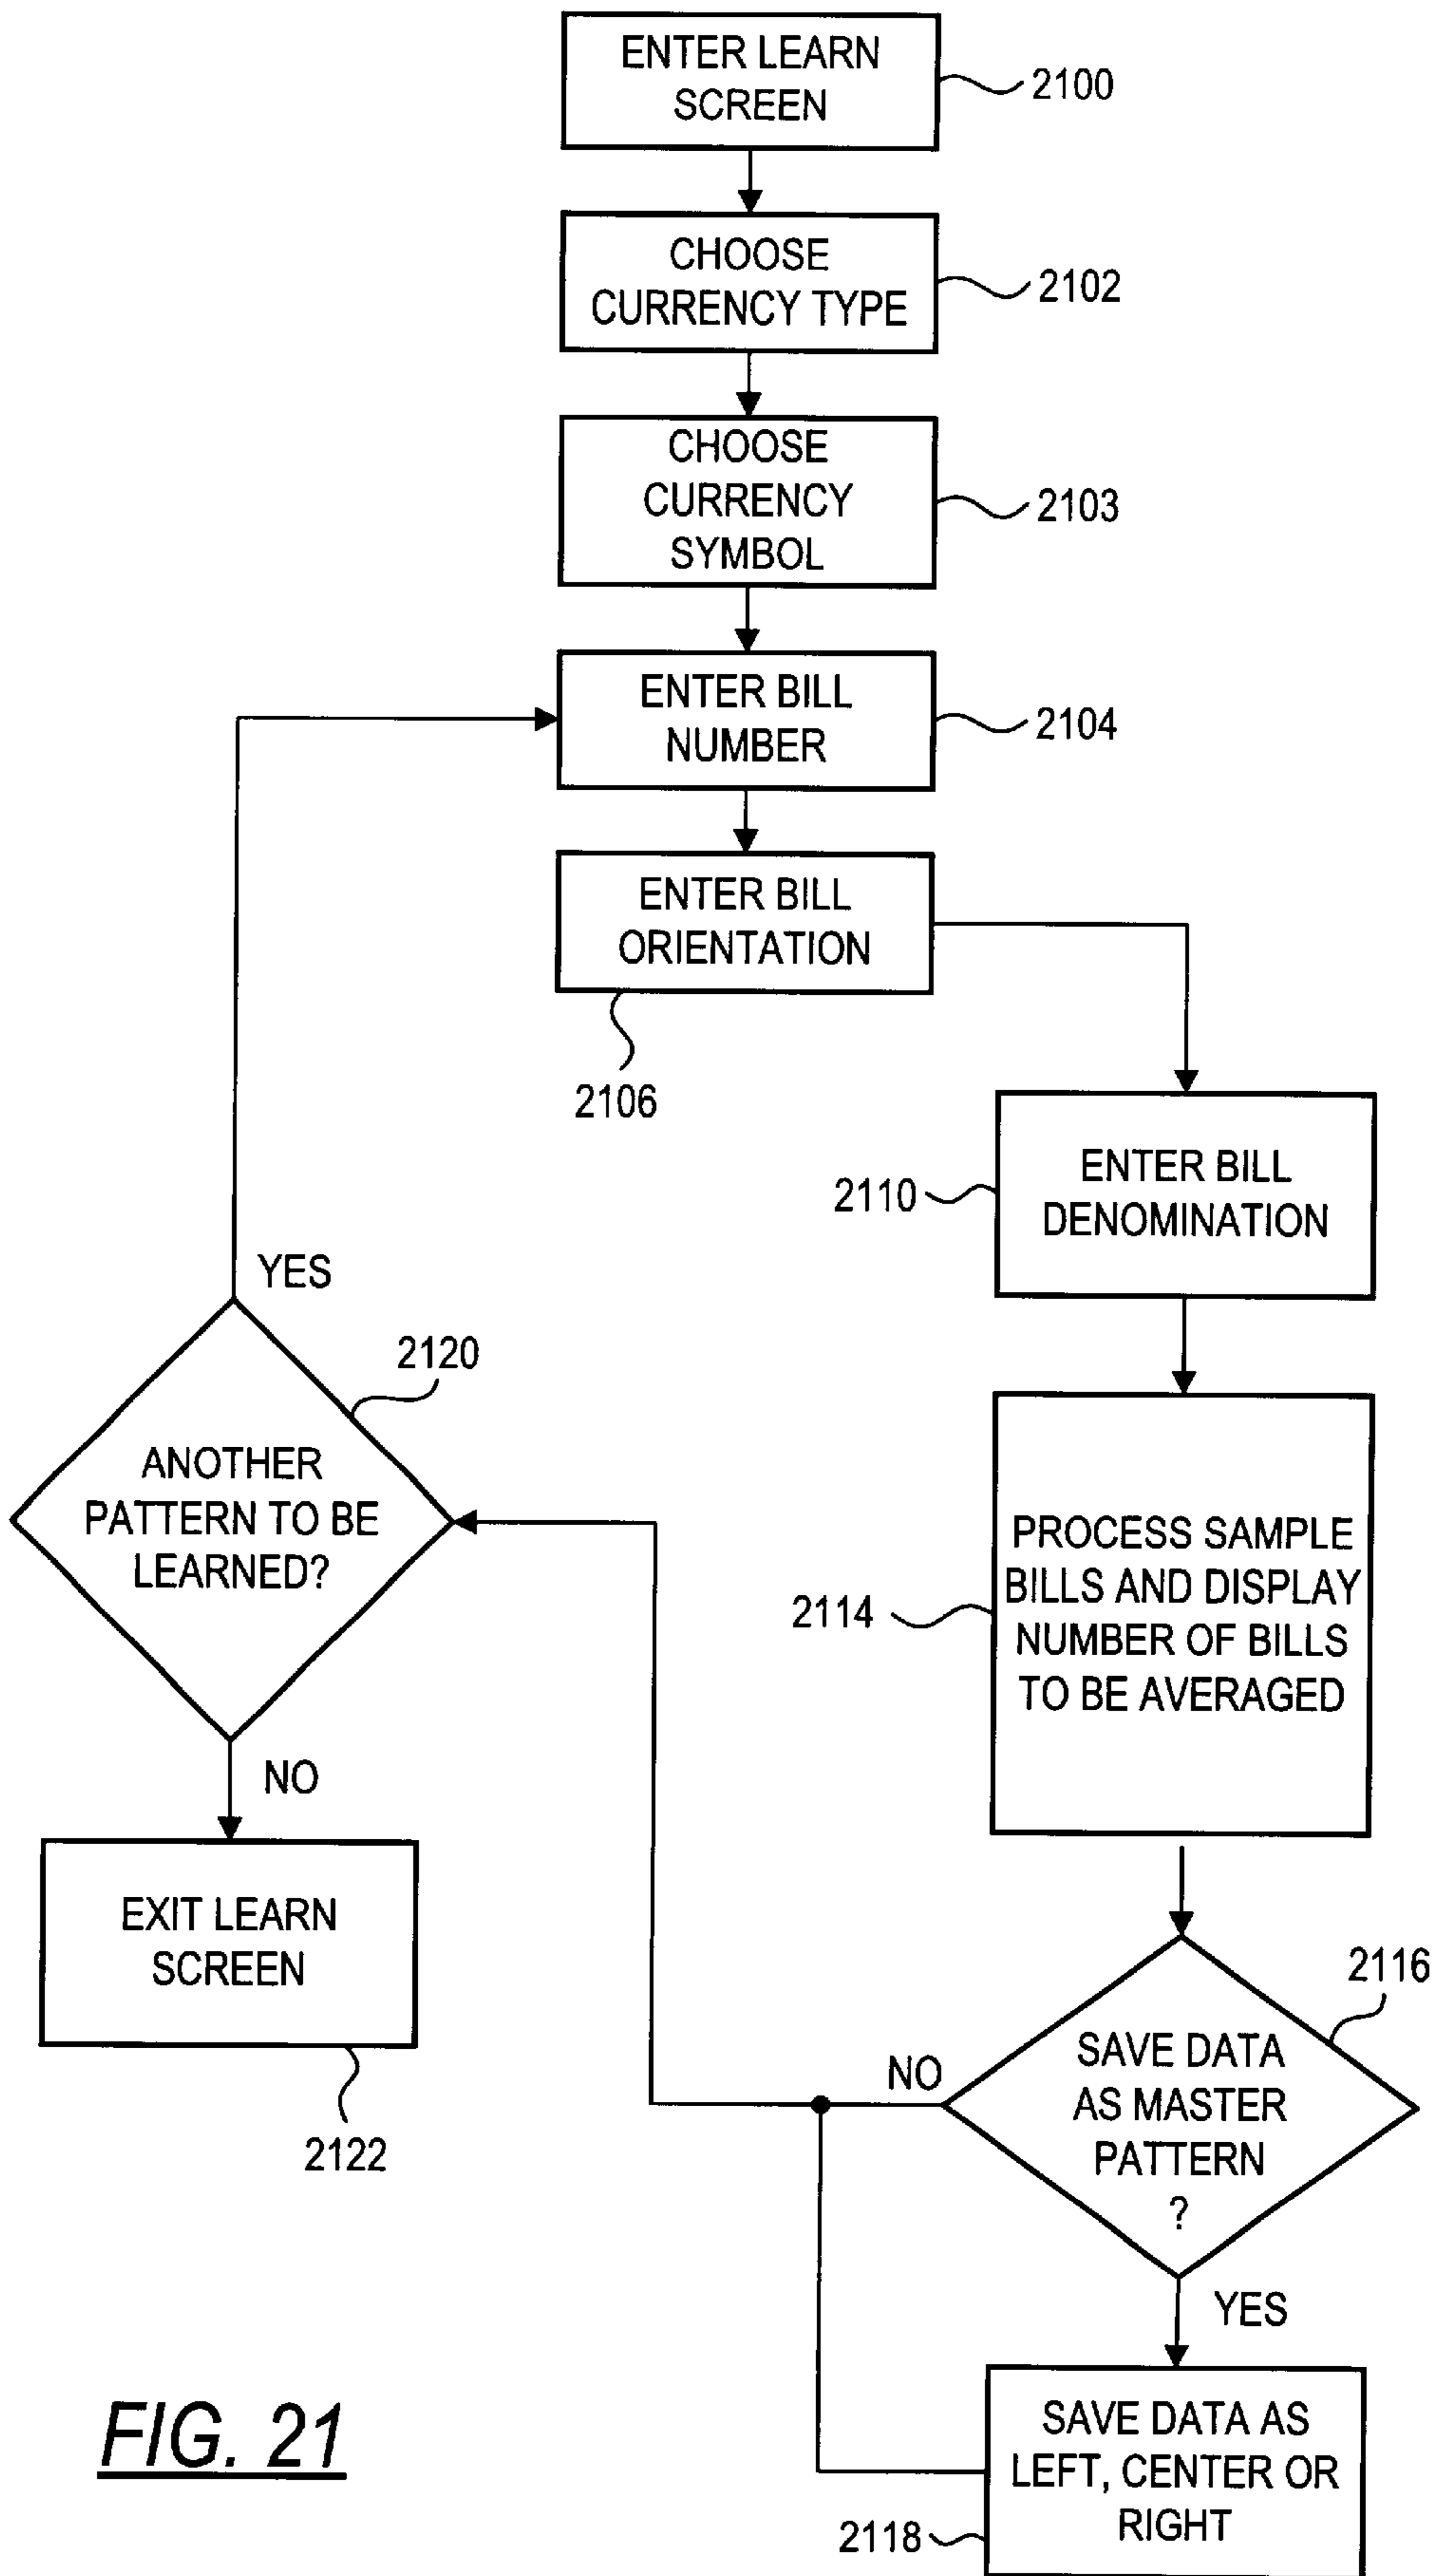 ENTER LEARN
SCREEN
2100
CHOOSE
CURRENCY TYPE
2102
CHOOSE
CURRENCY
SYMBOL
2103
ENTER BILL
NUMBER
2104
ENTER BILL
ORIENTATION
2106
ENTER BILL
DENOMINATION
2110
PROCESS SAMPLE
BILLS AND DISPLAY
NUMBER OF BILLS
TO BE AVERAGED
2114
SAVE DATA
AS MASTER
PATTERN
?
2116
NO
YES
SAVE DATA AS
LEFT, CENTER OR
RIGHT
2118
ANOTHER
PATTERN TO BE
LEARNED?
2120
YES
NO
EXIT LEARN
SCREEN
2122
FIG. 21